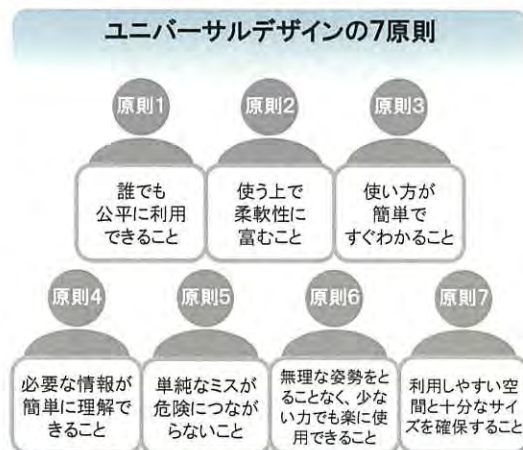 ユニバーサルデザインの7原則
原則1
誰でも
公平に利用
できること
原則2
使う上で
柔軟性に
富むこと
原則3
使い方が
簡単で
すぐわかること
原則4
必要な情報が
簡単に理解で
きること
原則5
単純なミスが
危険につなが
らないこと
原則6
無理な姿勢をと
ることなく、少な
い力でも楽に使
用できること
原則7
利用しやすい空
間と十分なサイ
ズを確保すること